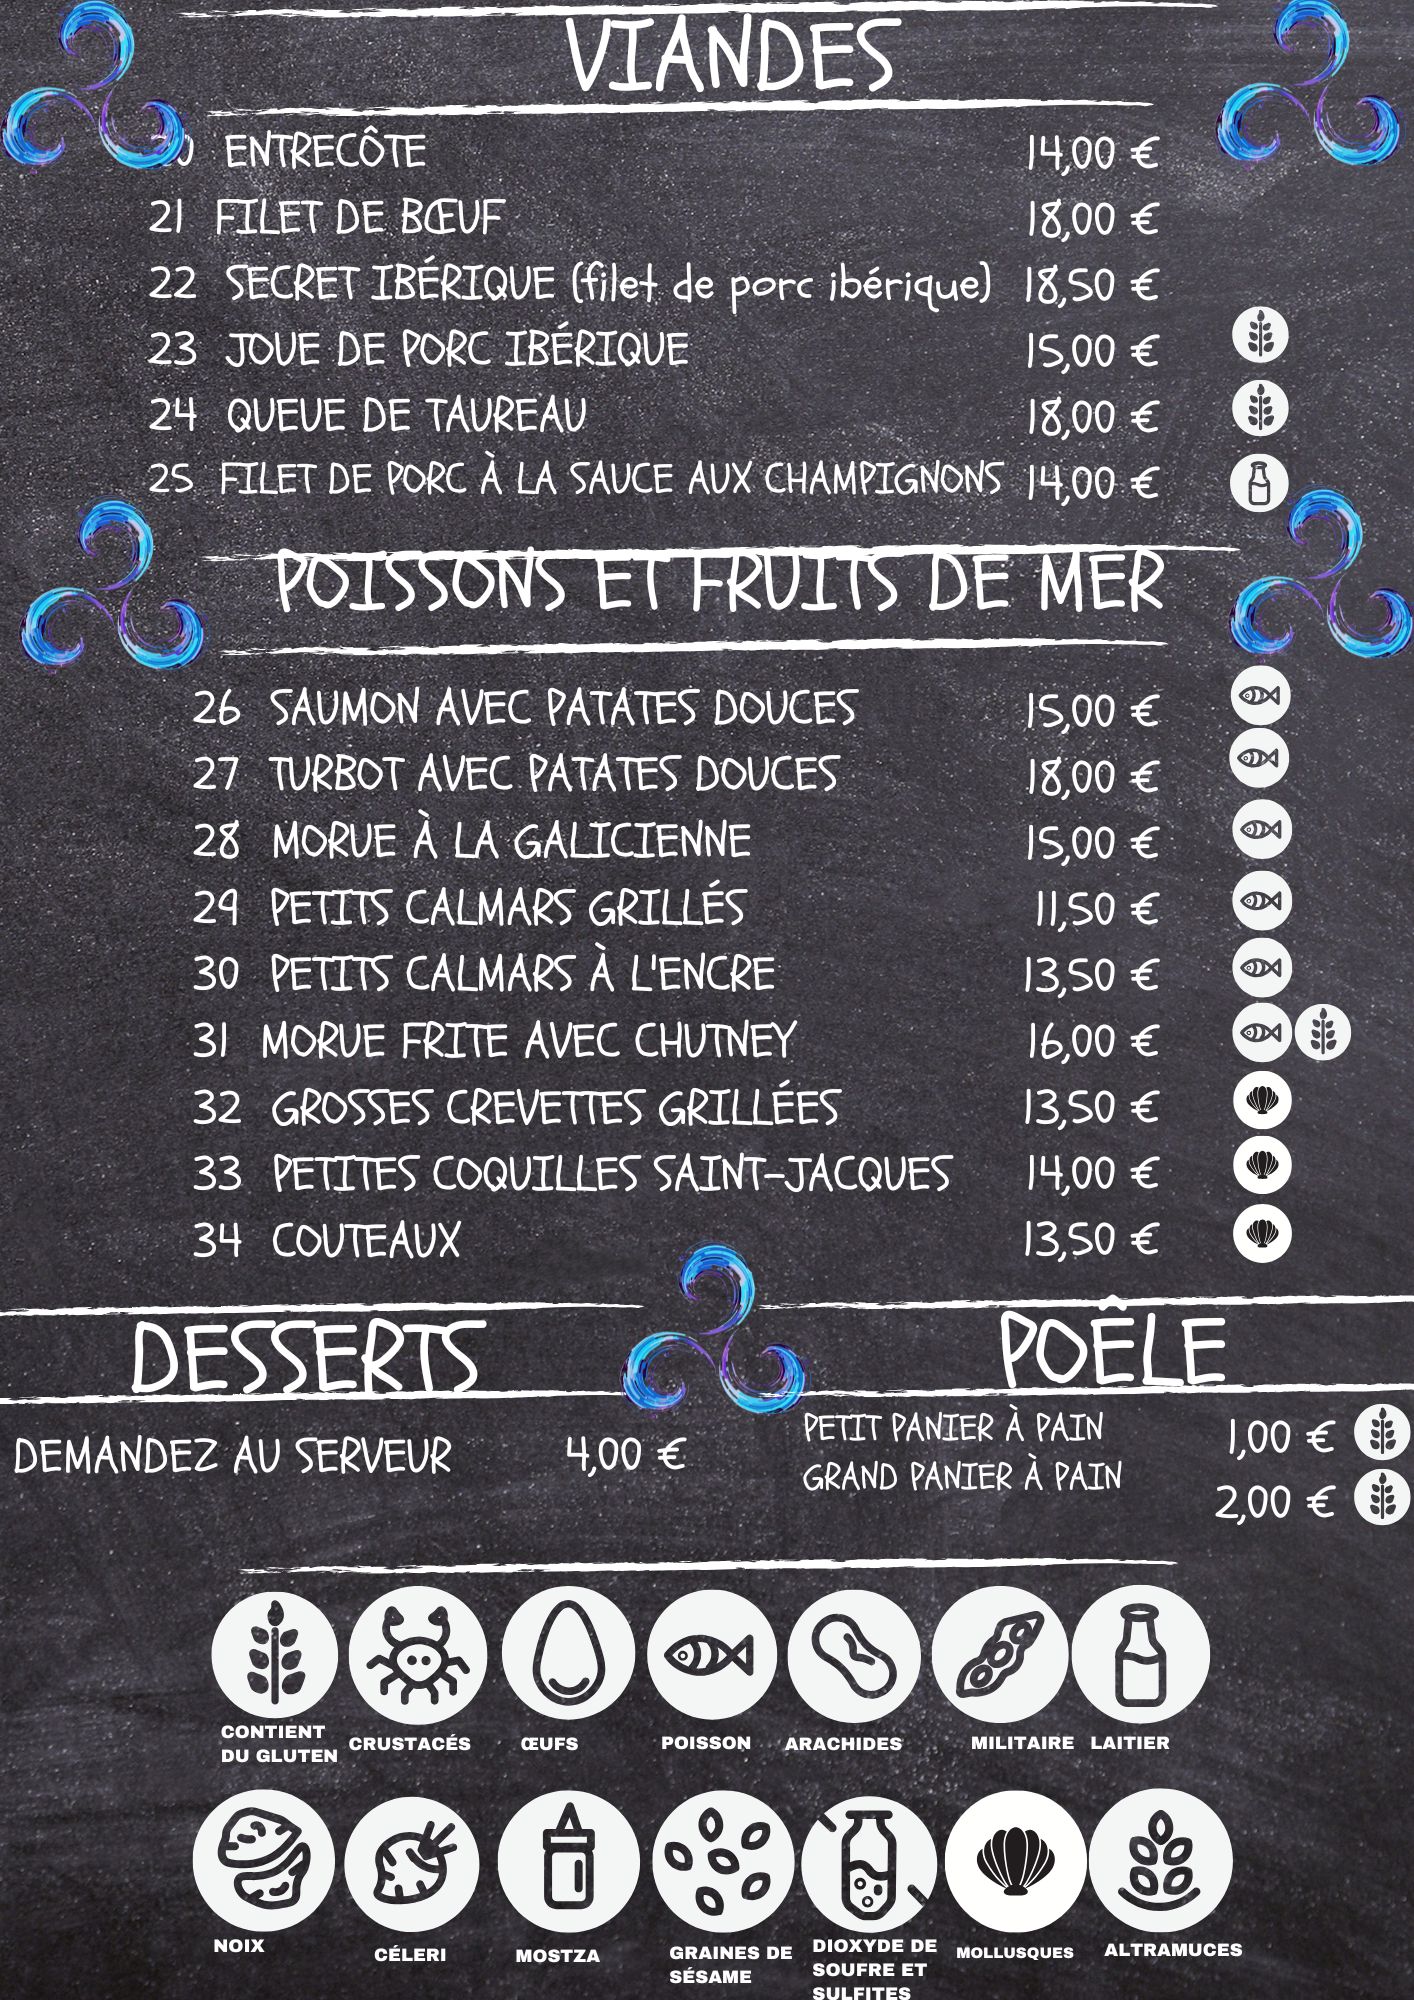 VIANDES
ENTRECÔTE 14,00 €
21 FILET DE BŒUF 18,00 €
22 SECRET IBÉRIQUE (filet de porc ibérique) 18,50 €
23 JOUE DE PORC IBÉRIQUE 15,00 €
24 QUEUE DE TAUREAU 18,00 €
25 FILET DE PORC À LA SAUCE AUX CHAMPIGNONS 14,00 €
POISSONS ET FRUITS DE MER
26 SAUMON AVEC PATATES DOUCES 15,00 €
27 TURBOT AVEC PATATES DOUCES 18,00 €
28 MORUE À LA GALICIENNE 15,00 €
29 PETITS CALMARS GRILLÉS 11,50 €
30 PETITS CALMARS À L'ENCRE 13,50 €
31 MORUE FRITE AVEC CHUTNEY 16,00 €
32 GROSSES CREVETTES GRILLÉES 13,50 €
33 PETITES COQUILLES SAINT-JACQUES 14,00 €
34 COUTEAUX 13,50 €
DESSERTS
DEMANDEZ AU SERVEUR 4,00 €
POÊLE
PETIT PANIER À PAIN 1,00 €
GRAND PANIER À PAIN 2,00 €
CONTIENT
DU GLUTEN
CRUSTACÉS
ŒUFS
POISSON
ARACHIDES
MILITAIRE
LAITIER
NOIX
CÉLERI
MOSTZA
GRAINES DE
SÉSAME
DIOXYDE DE
SOUFRE ET
SULFITES
MOLLUSQUES
ALTRAMUCES